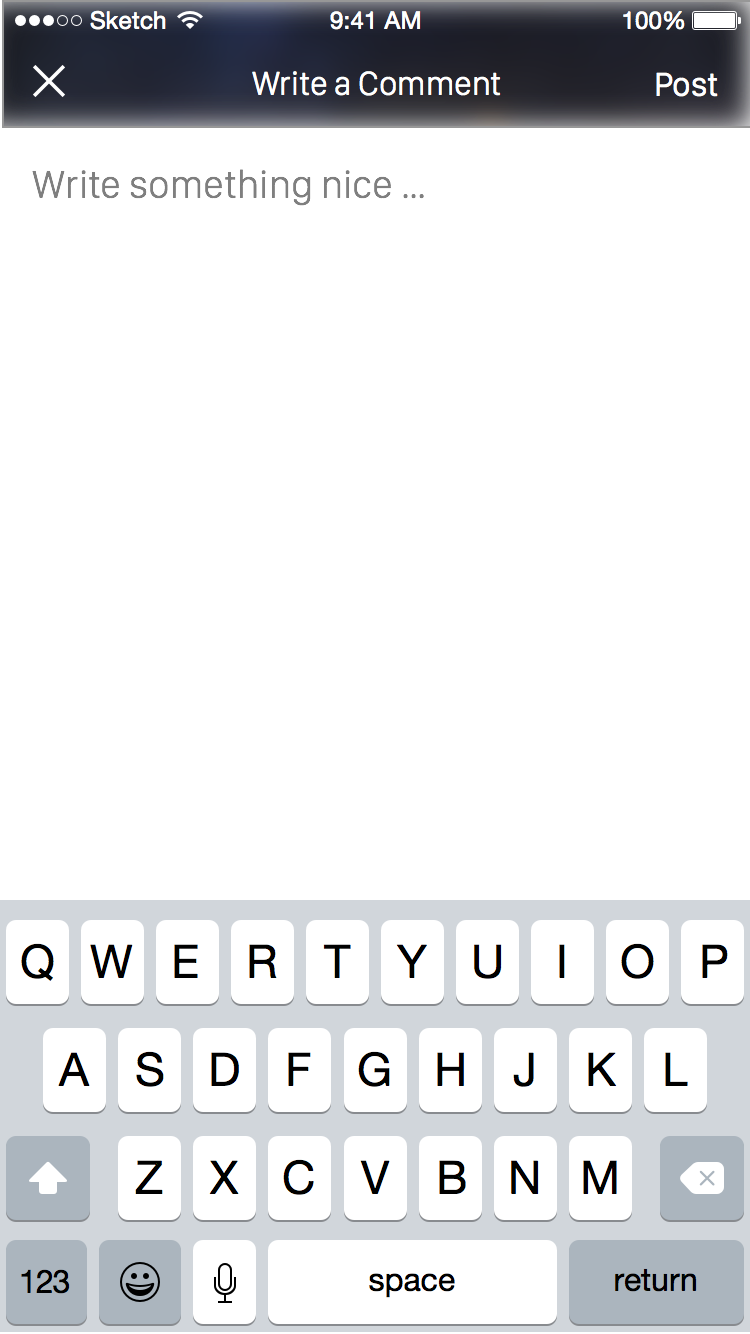 Sketch 9:41 AM 100%
Write a Comment Post
Write something nice ...
Q W E R T Y U I O P
A S D F G H J K L
Z X C V B N M
123 space return